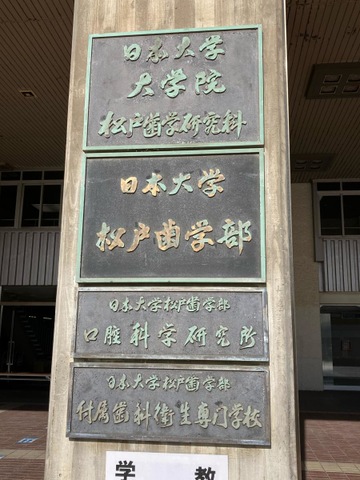 日本大学
大学院
松戸歯学研究科
日本大学
松戸歯学部
日本大学松戸歯学部
口腔科学研究所
日本大学松戸歯学部
付属歯科衛生専門学校
学 教